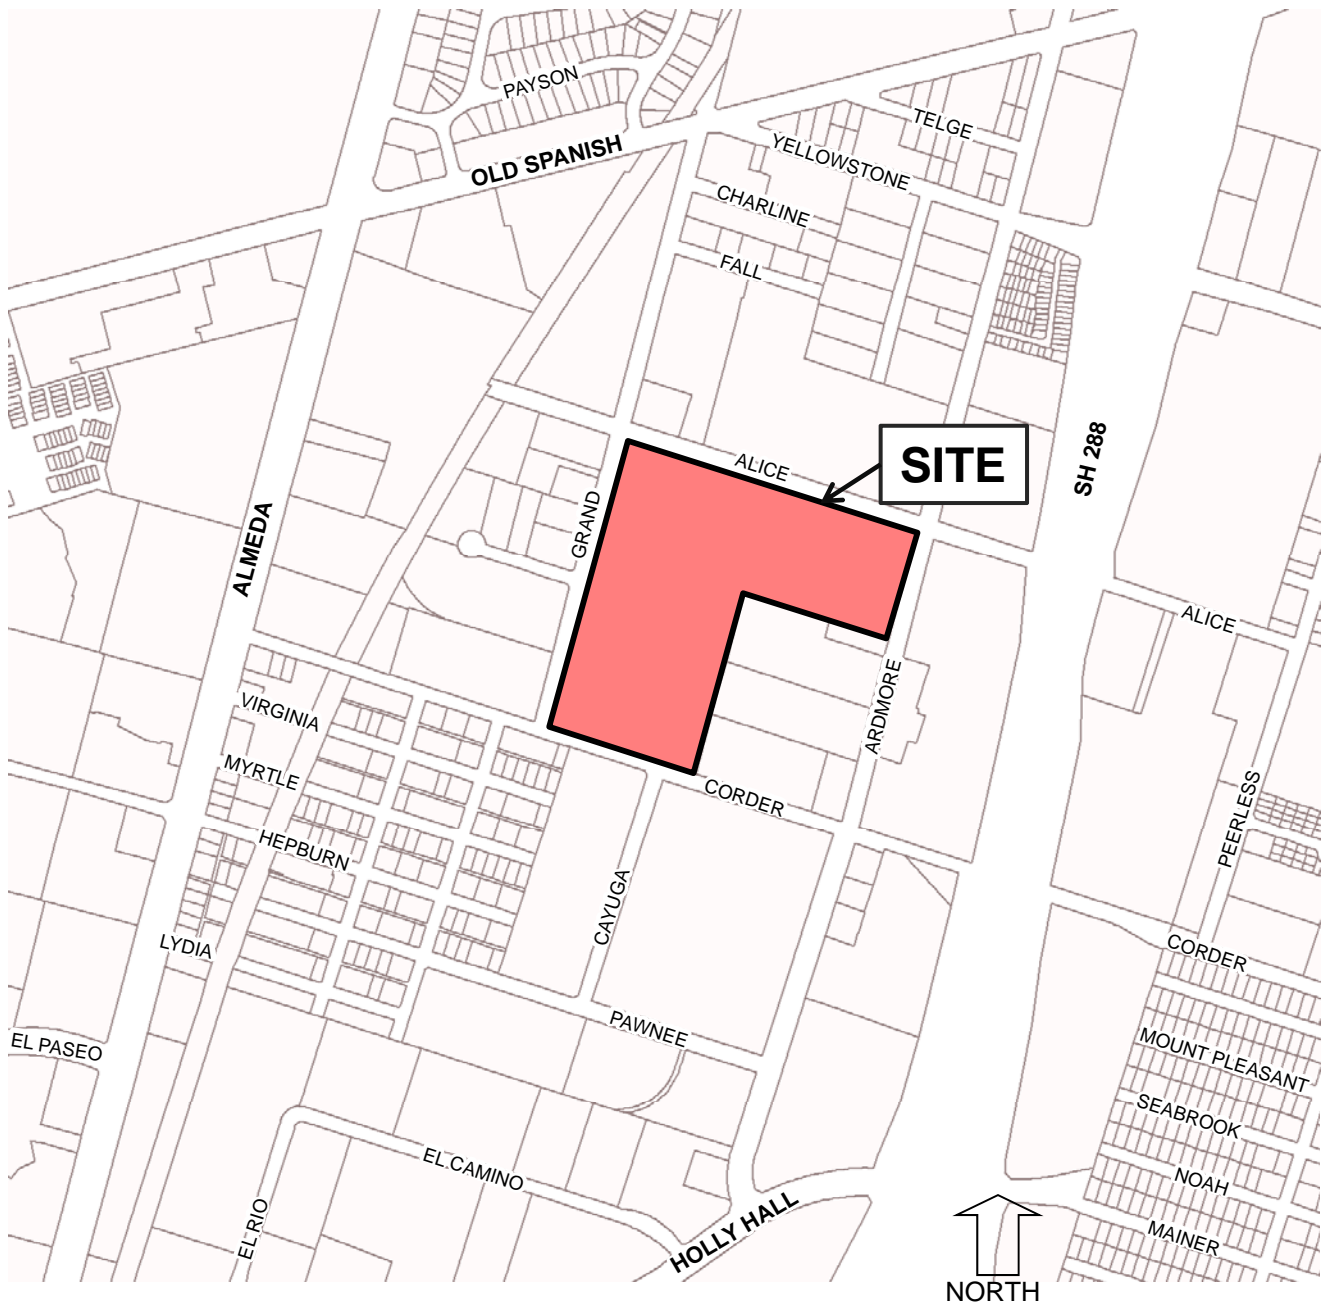 PAYSON
TELGE
OLD SPANISH
YELLOWSTONE
CHARLINE
FALL
SITE
SH 288
ALICE
GRAND
ALMEDA
ALICE
ARDMORE
VIRGINIA
MYRTLE
CORDER
PEERLESS
HEPBURN
CAYUGA
LYDIA
CORDER
PAWNEE
EL PASEO
MOUNT PLEASANT
SEABROOK
EL CAMINO
NOAH
EL RIO
HOLLY HALL
MAINER
NORTH